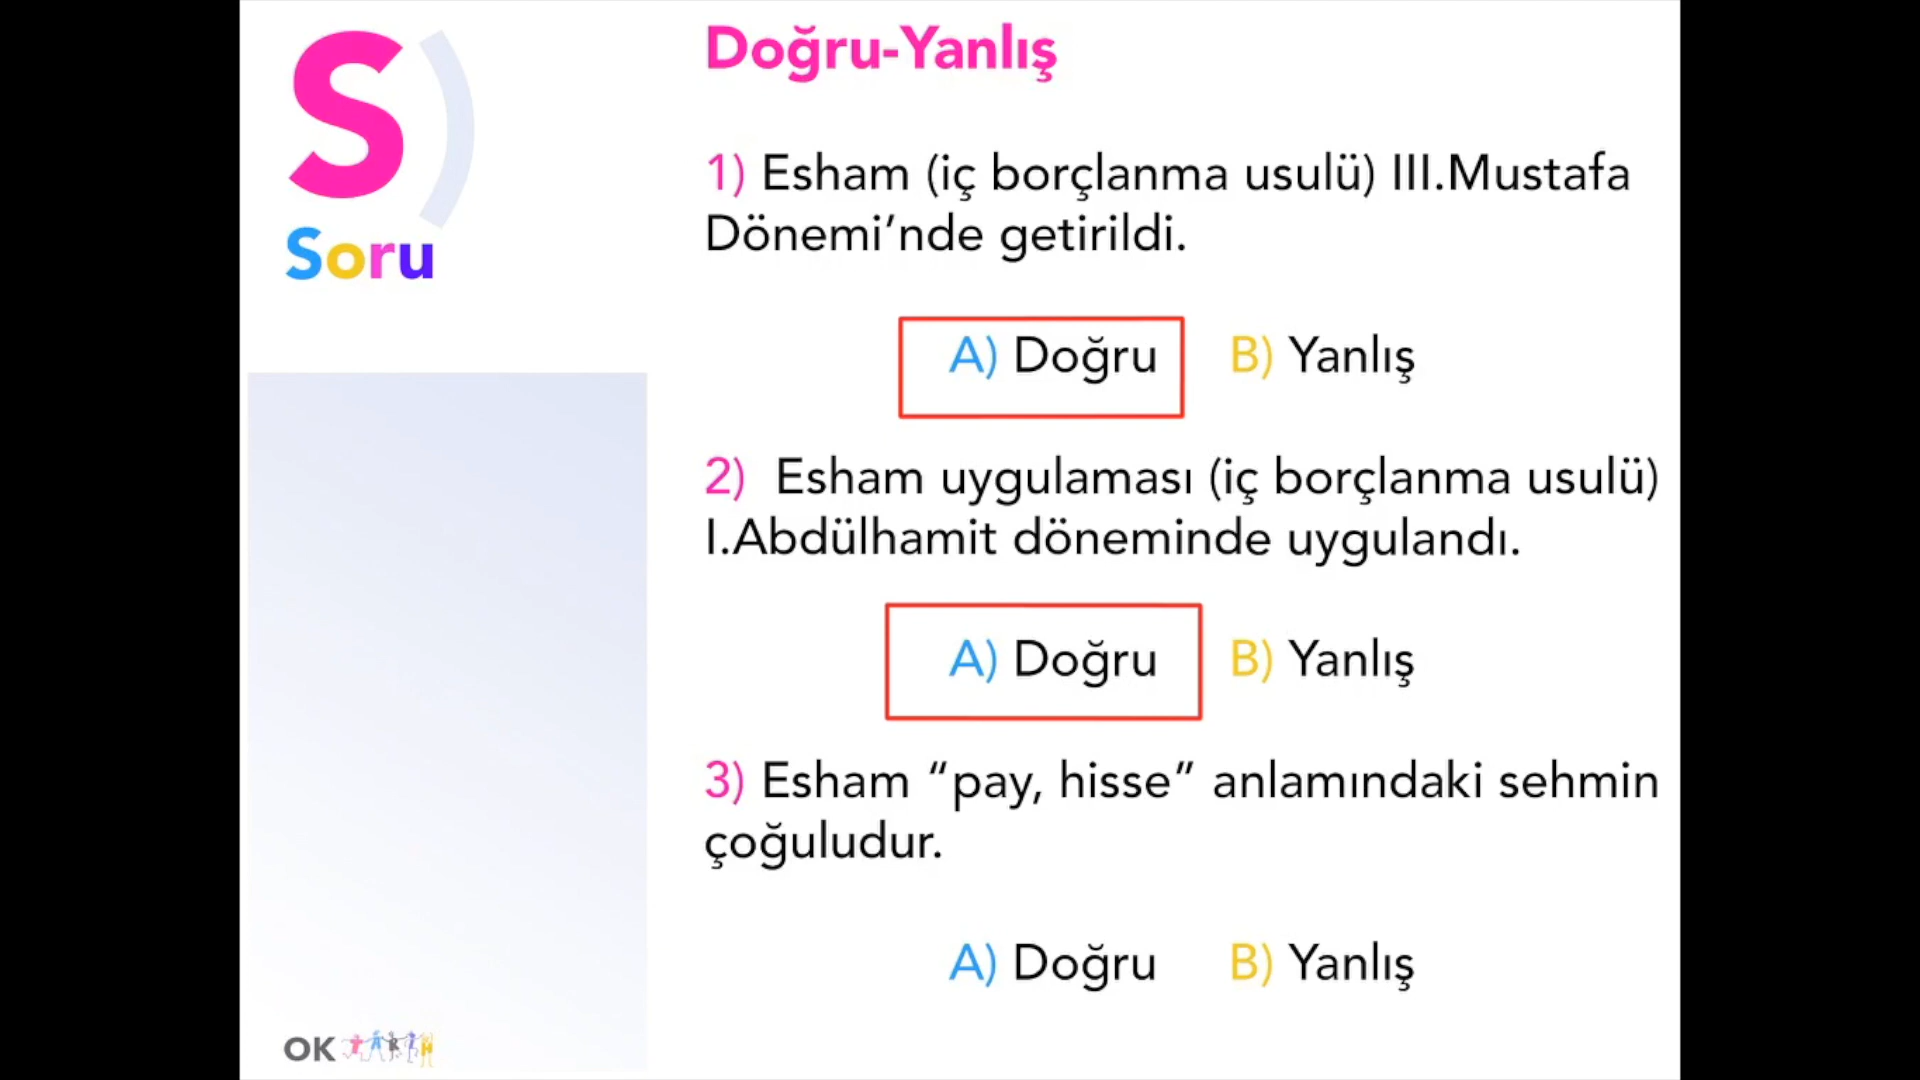 S)
Soru
Doğru-Yanlış
1) Esham (iç borçlanma usulü) III.Mustafa
Dönemi’nde getirildi.
A) Doğru B) Yanlış
2) Esham uygulaması (iç borçlanma usulü)
I.Abdülhamit döneminde uygulandı.
A) Doğru B) Yanlış
3) Esham “pay, hisse” anlamındaki sehmin
çoğuludur.
A) Doğru B) Yanlış
OK TARİH